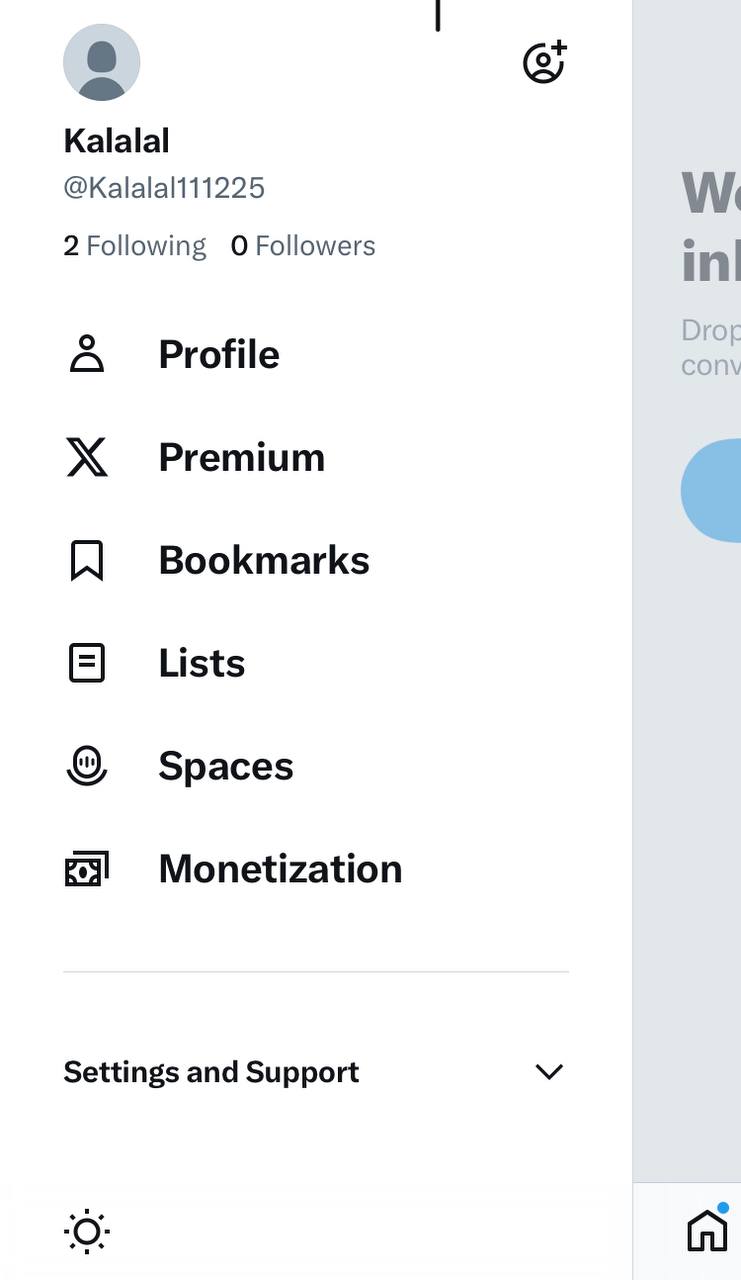 Kalalal
@Kalalal111225
2 Following 0 Followers
Profile
Premium
Bookmarks
Lists
Spaces
Monetization
Settings and Support